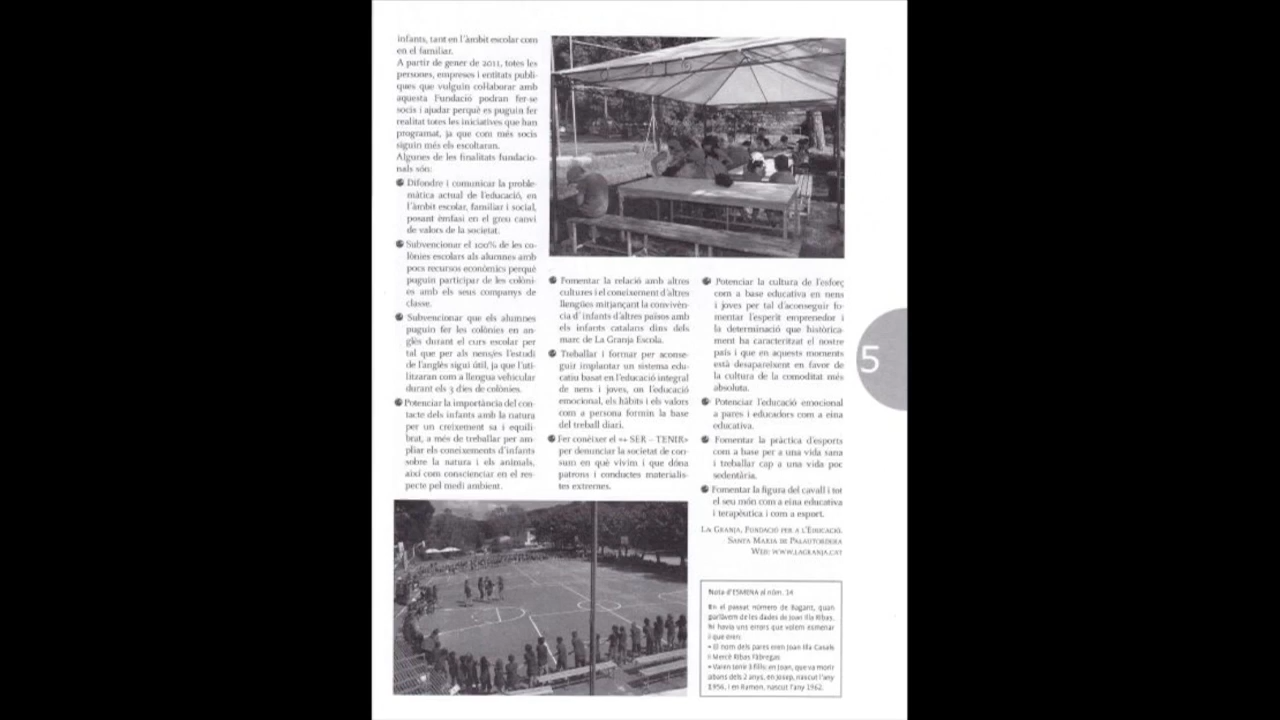 infants, tant en l'àmbit escolar com
en el familiar.
A partir de gener de 2011, totes les
persones, empreses i entitats públi-
ques que vulguin col·laborar amb
aquesta Fundació podran fer-se
socis i ajudar perquè es puguin fer
realitat totes les iniciatives que han
programat, ja que com més socis
siguin més els escoltaran.
Algunes de les finalitats fundacio-
nals són:
Difondre i comunicar la proble-
màtica actual de l'educació, en
l'àmbit escolar, familiar i social,
posant èmfasi en el greu canvi
de valors de la societat.
Subvencionar el 100% de les co-
lònies escolars als alumnes amb
pocs recursos econòmics perquè
puguin participar de les colòni-
es amb els seus companys de
classe.
Subvencionar que els alumnes
puguin fer les colònies en an-
glès durant el curs escolar per
tal que per als nens/es l'estudi
de l'anglès sigui útil, ja que l'uti-
litzaran com a llengua vehicular
durant els 3 dies de colònies.
Potenciar la importància del con-
tacte dels infants amb la natura
per un creixement sa i equili-
brat, a més de treballar per am-
pliar els coneixements d'infants
sobre la natura i els animals,
així com conscienciar en el res-
pecte pel medi ambient.
Fomentar la relació amb altres
cultures i el coneixement d'altres
llengües mitjançant la convivèn-
cia d' infants d'altres països amb
els infants catalans dins dels
marc de La Granja Escola.
Treballar i formar per aconse-
guir implantar un sistema edu-
catiu basat en l'educació integral
de nens i joves, on l'educació
emocional, els hàbits i els valors
com a persona formin la base
del treball diari.
Fer conèixer el «+ SER – TENIR»
per denunciar la societat de con-
sum en què vivim i que dóna
patrons i conductes materialis-
tes extremes.
Potenciar la cultura de l'esforç
com a base educativa en nens
i joves per tal d'aconseguir fo-
mentar l'esperit emprenedor i
la determinació que històrica-
ment ha caracteritzat el nostre
país i que en aquests moments
està desapareixent en favor de
la cultura de la comoditat més
absoluta.
Potenciar l'educació emocional
a pares i educadors com a eina
educativa.
Fomentar la pràctica d'esports
com a base per a una vida sana
i treballar cap a una vida poc
sedentària.
Fomentar la figura del cavall i tot
el seu món com a eina educativa
i terapèutica i com a esport.
La Granja, Fundació per a l'Educació.
Santa Maria de Palautordera
Web: www.lagranja.cat
5
Nota d'ESMENA al núm. 34
En el passat número de Bagant, quan
parlàvem de les dades de Joan Illa Ribas,
hi havia uns errors que volem esmenar
i que eren:
• El nom dels pares eren Joan Illa Casals
i Mercè Ribas Fàbregas
• Varen tenir 3 fills: en Joan, que va morir
abans dels 2 anys, en Josep, nascut l'any
1956, i en Ramon, nascut l'any 1962.